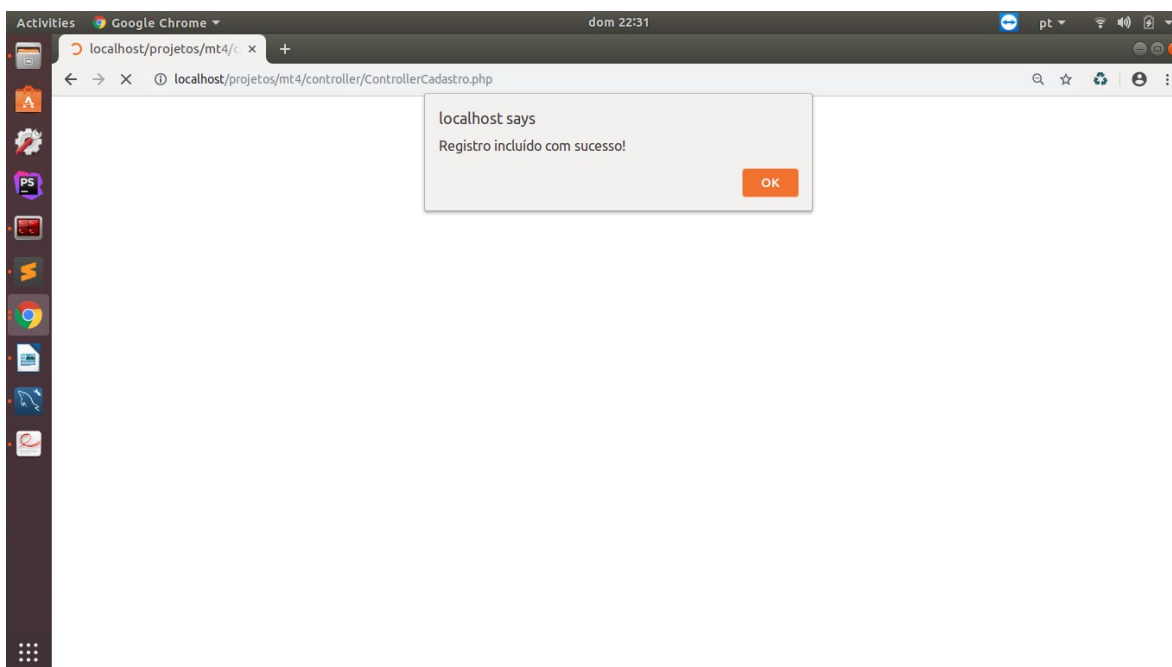 Activities Google Chrome dom 22:31 pt
localhost/projetos/mt4/c
localhost/projetos/mt4/controller/ControllerCadastro.php
localhost says
Registro incluído com sucesso!
OK
PS